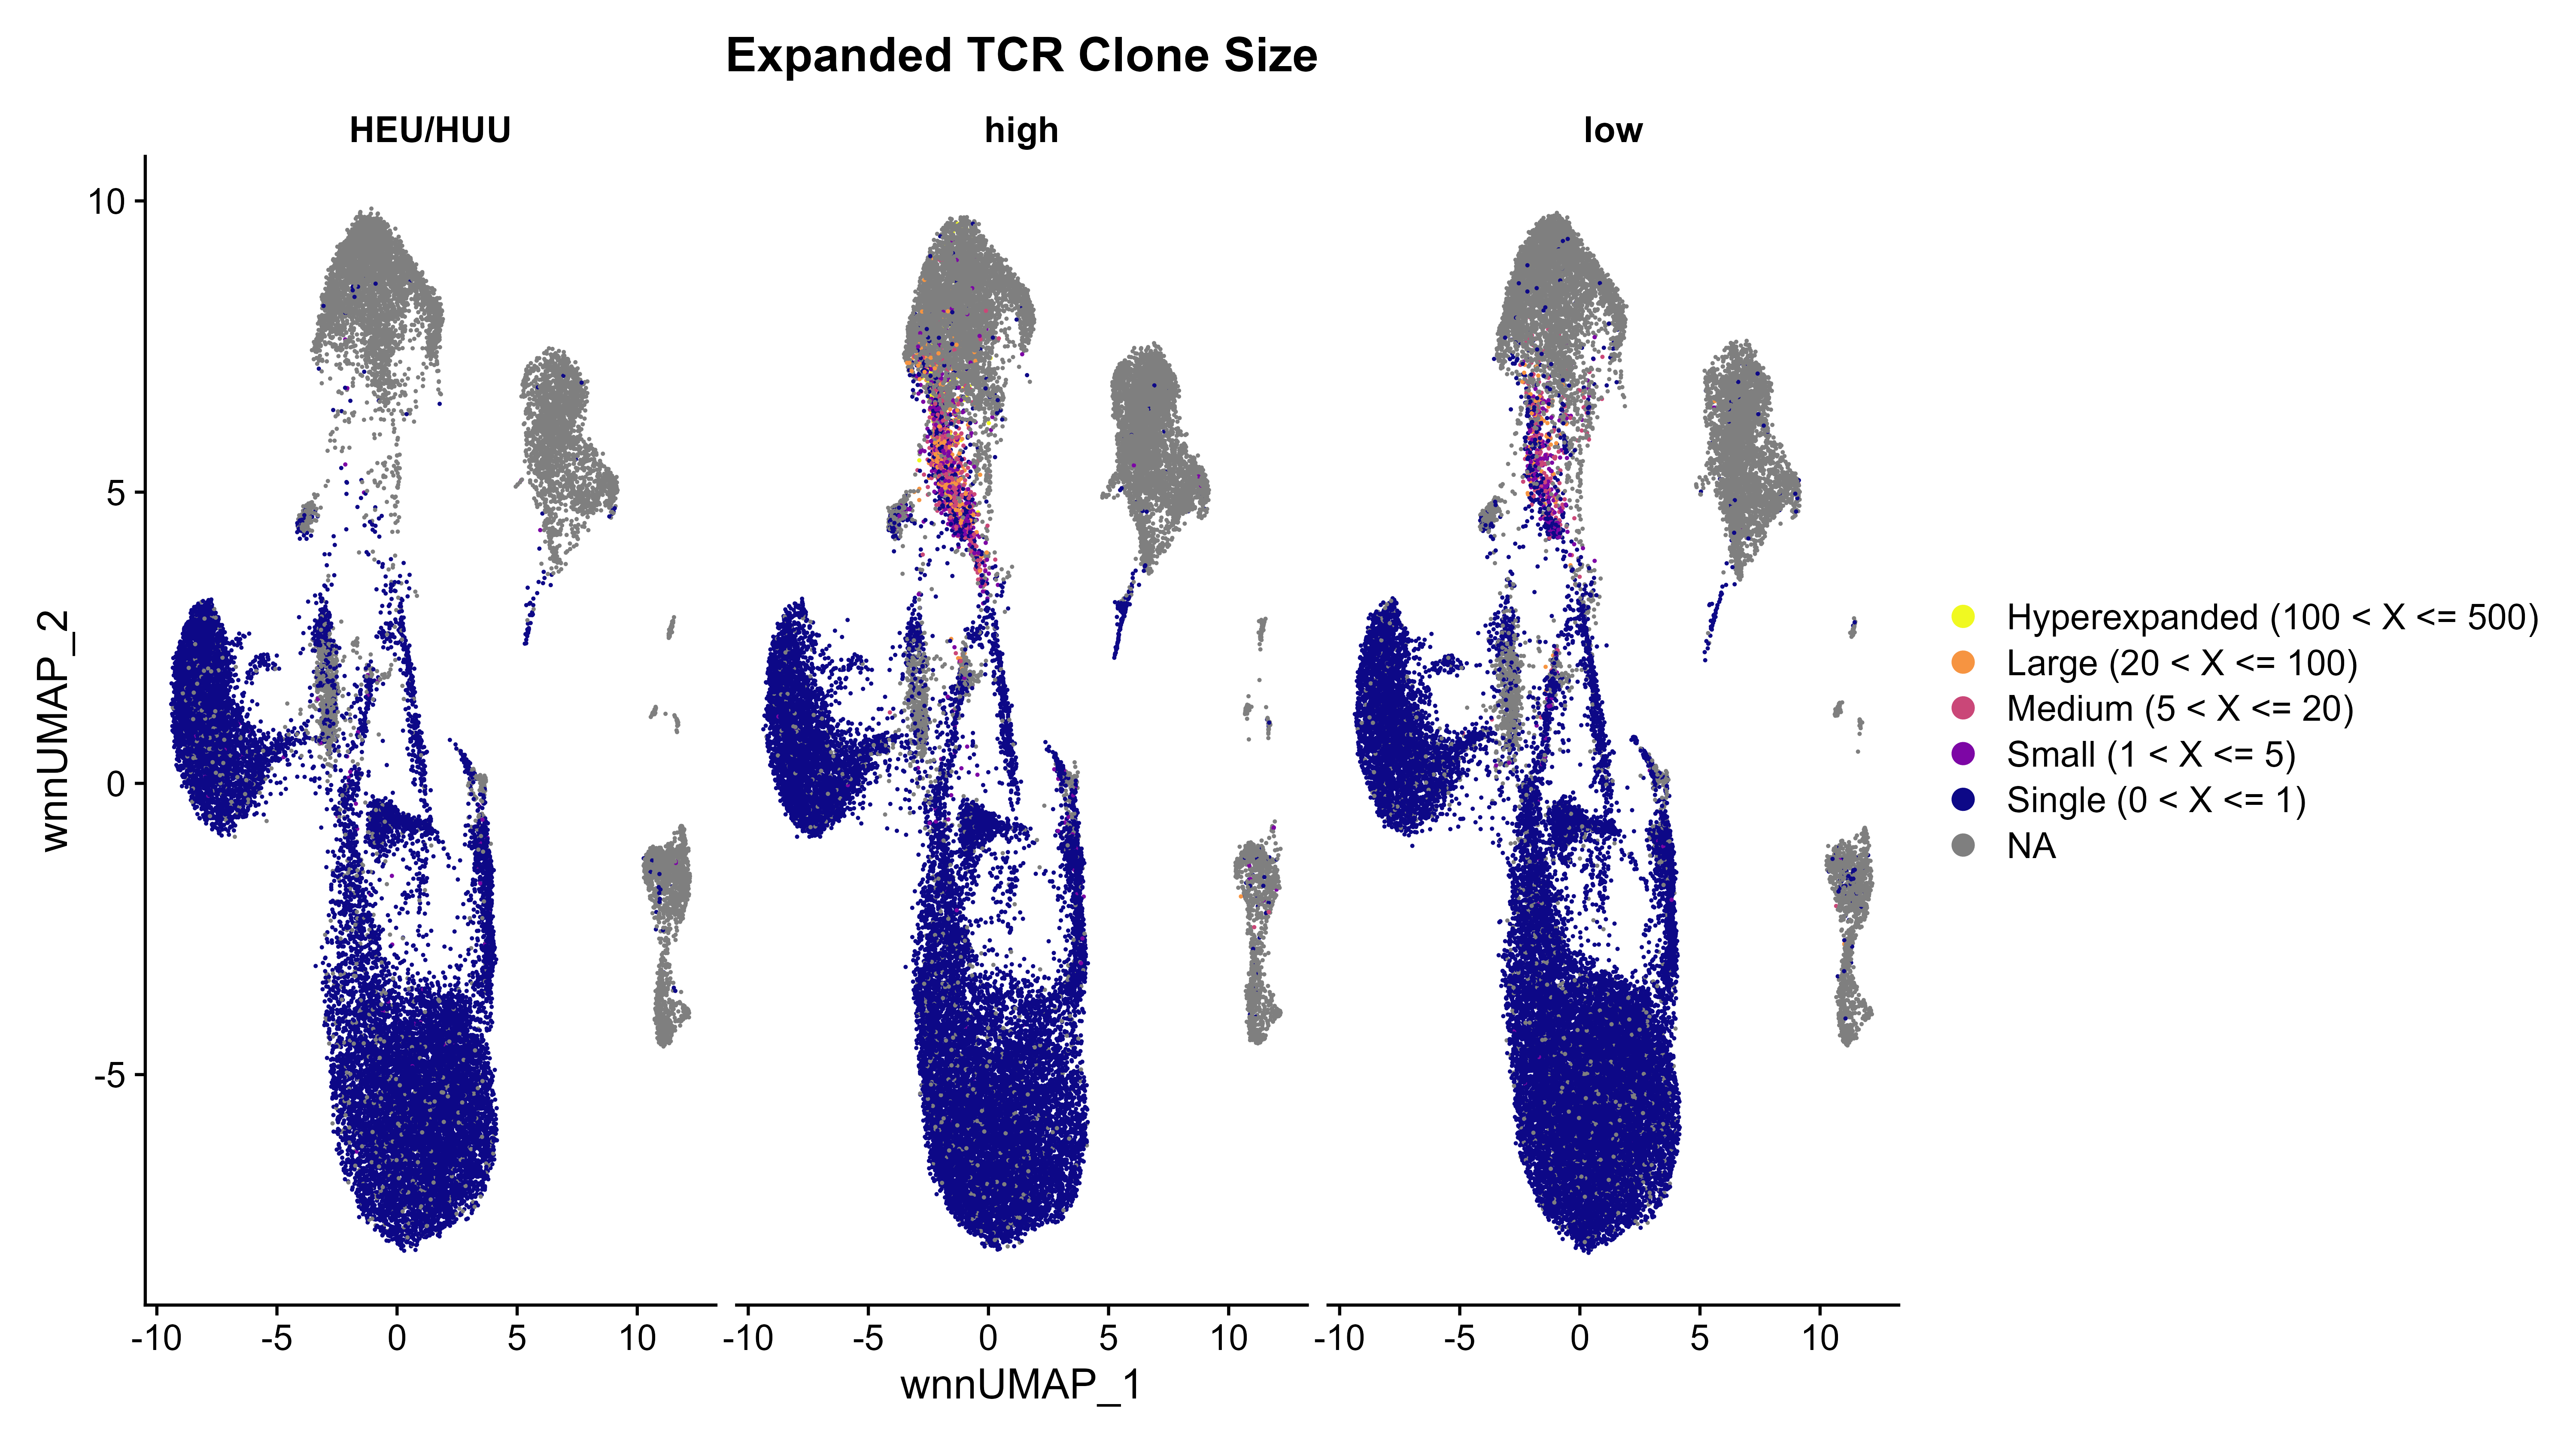 Expanded TCR Clone Size
HEU/HUU
high
low
10
5
0
-5
wnnUMAP_2
-10 -5 0 5 10
-10 -5 0 5 10
-10 -5 0 5 10
wnnUMAP_1
Hyperexpanded (100 < X <= 500)
Large (20 < X <= 100)
Medium (5 < X <= 20)
Small (1 < X <= 5)
Single (0 < X <= 1)
NA